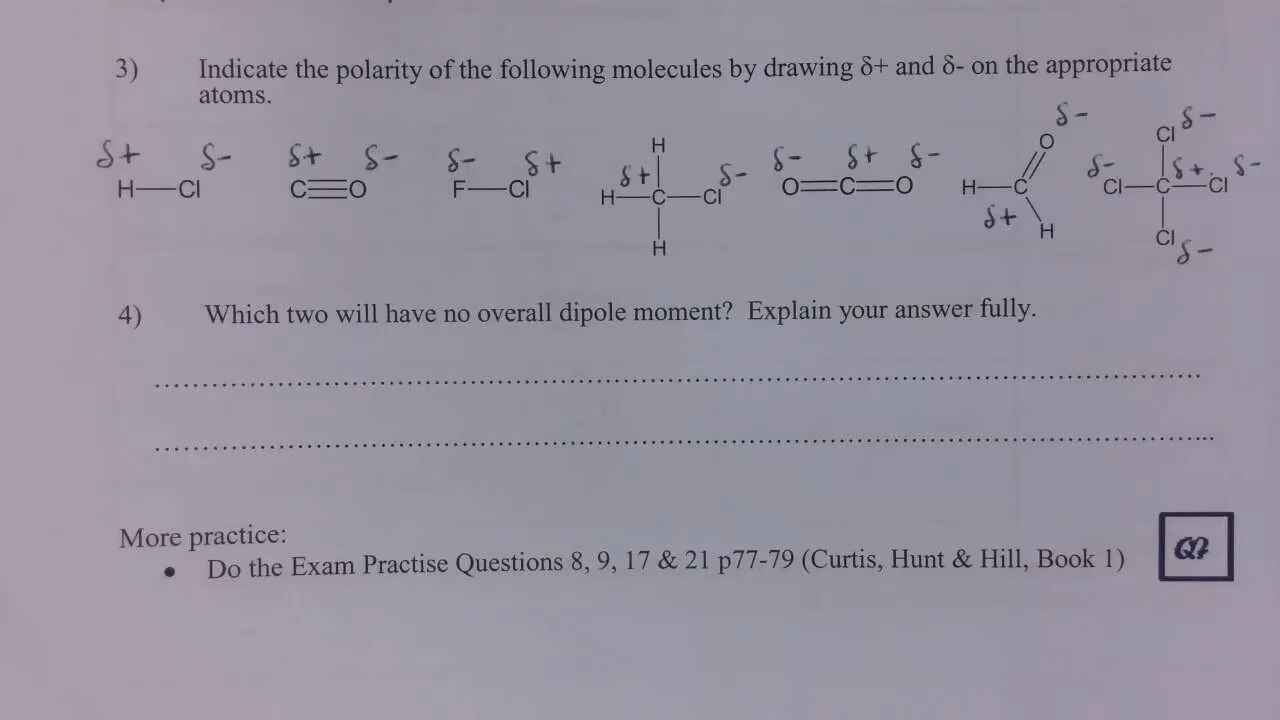 3) Indicate the polarity of the following molecules by drawing δ+ and δ- on the appropriate
atoms.
δ+ δ- δ+ δ- δ- δ+ H δ+ δ- δ- δ+ δ- δ- δ- Cl δ-
H—Cl C≡O F—Cl H—C—Cl O=C=O H—C O δ+ H Cl—C—Cl δ+ δ-
H Cl δ-
4) Which two will have no overall dipole moment? Explain your answer fully.
More practice:
• Do the Exam Practise Questions 8, 9, 17 & 21 p77-79 (Curtis, Hunt & Hill, Book 1)